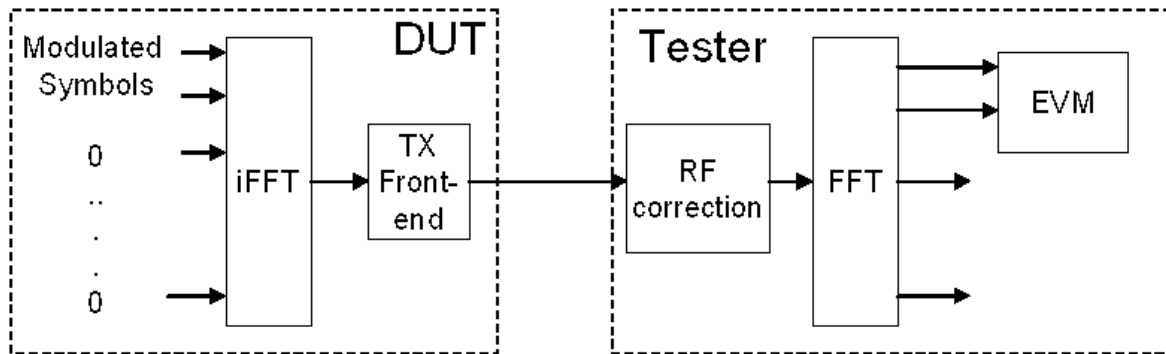 DUT
Modulated
Symbols
0
..
.
.
0
iFFT
TX
Front-
end
Tester
RF
correction
FFT
EVM